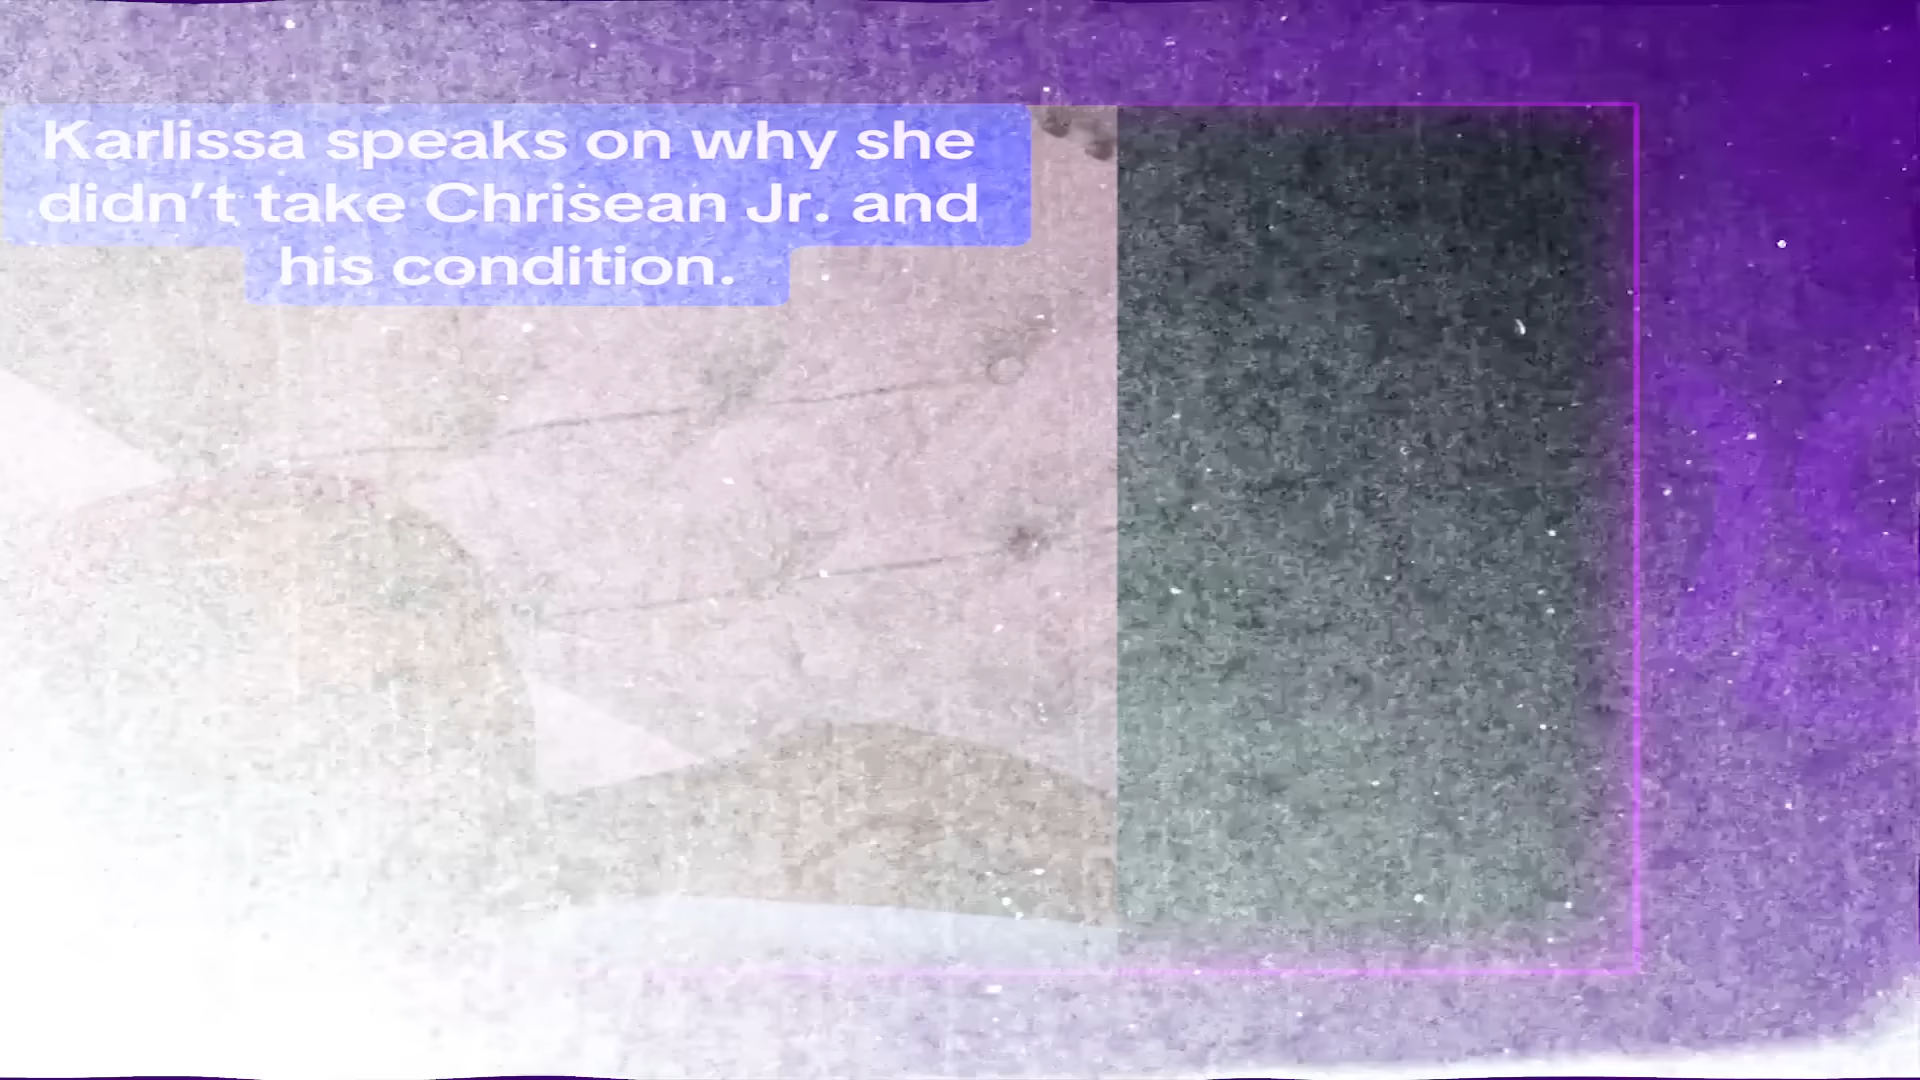 Karlissa speaks on why she
didn’t take Chrisean Jr. and
his condition.